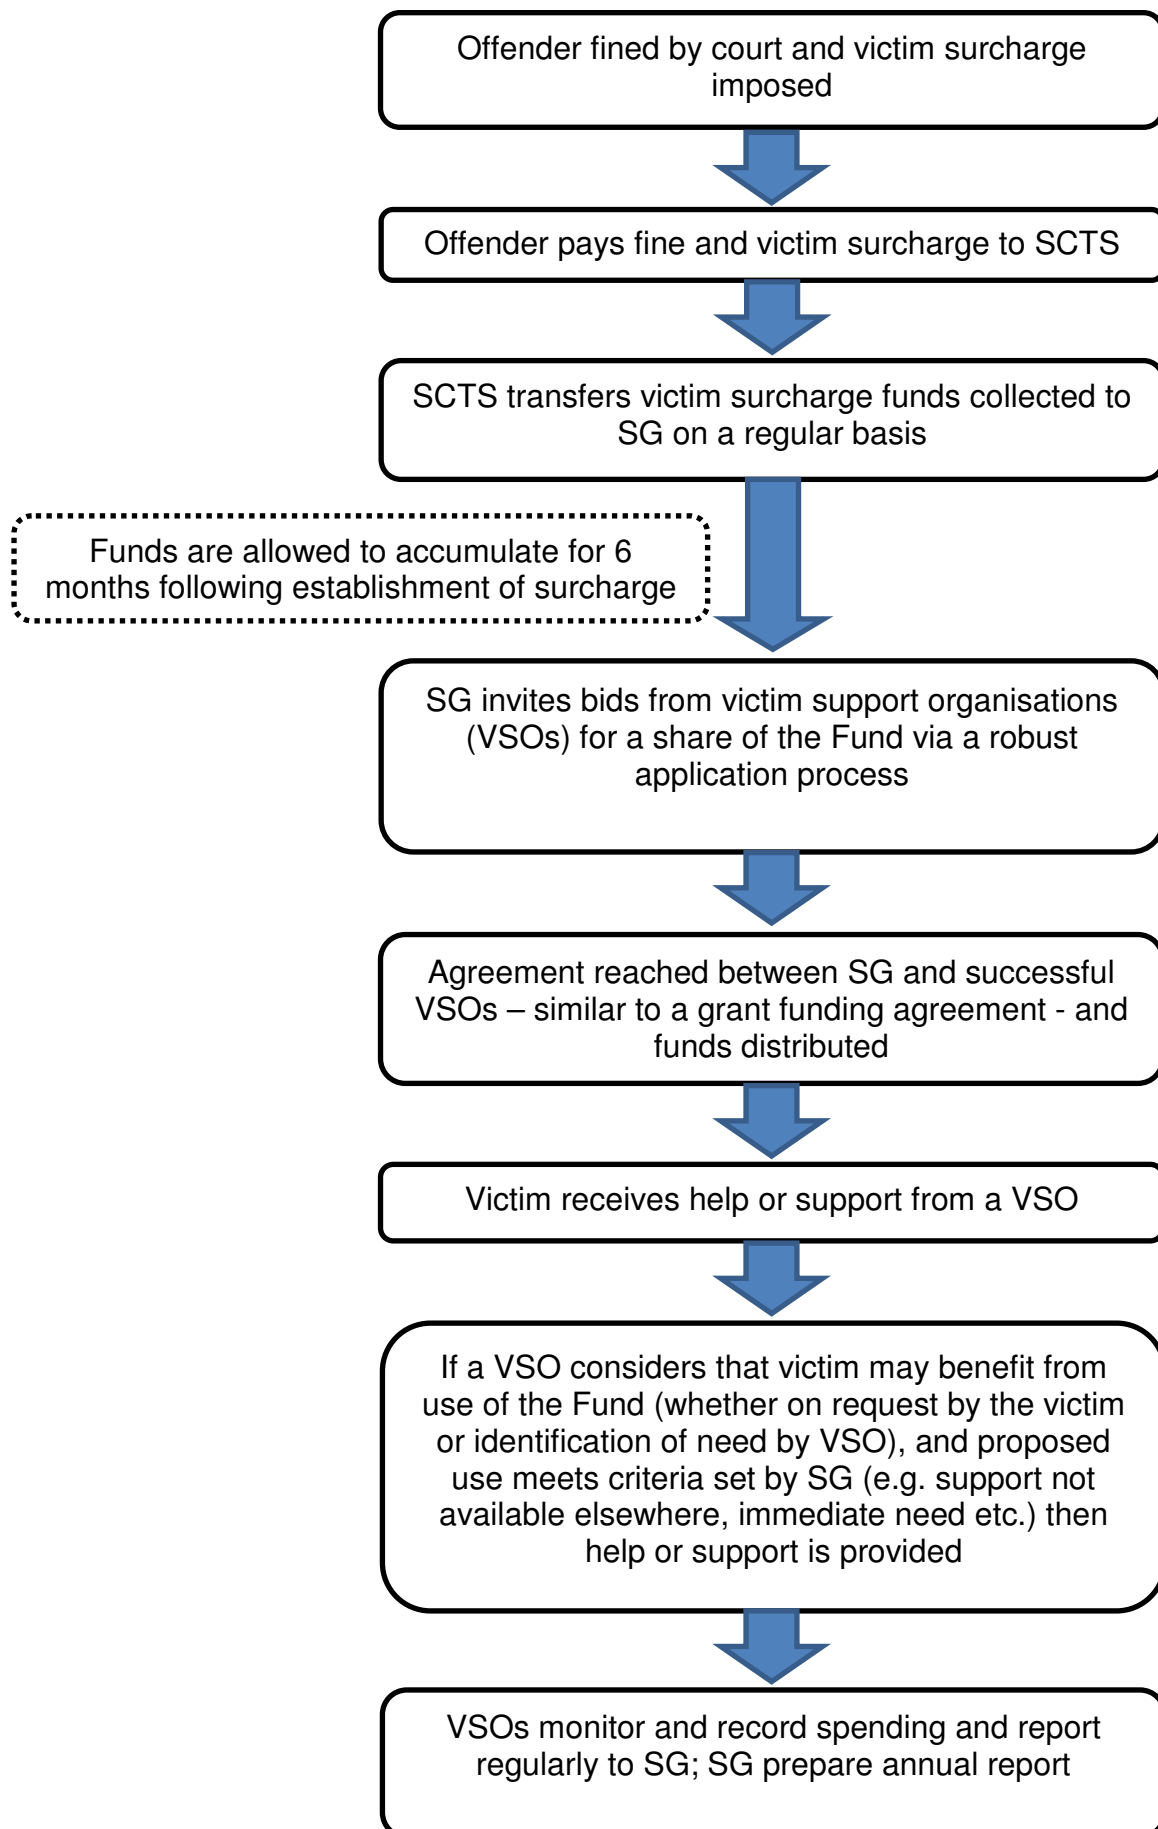 Offender fined by court and victim surcharge
imposed
Offender pays fine and victim surcharge to SCTS
SCTS transfers victim surcharge funds collected to
SG on a regular basis
Funds are allowed to accumulate for 6
months following establishment of surcharge
SG invites bids from victim support organisations
(VSOs) for a share of the Fund via a robust
application process
Agreement reached between SG and successful
VSOs – similar to a grant funding agreement - and
funds distributed
Victim receives help or support from a VSO
If a VSO considers that victim may benefit from
use of the Fund (whether on request by the victim
or identification of need by VSO), and proposed
use meets criteria set by SG (e.g. support not
available elsewhere, immediate need etc.) then
help or support is provided
VSOs monitor and record spending and report
regularly to SG; SG prepare annual report